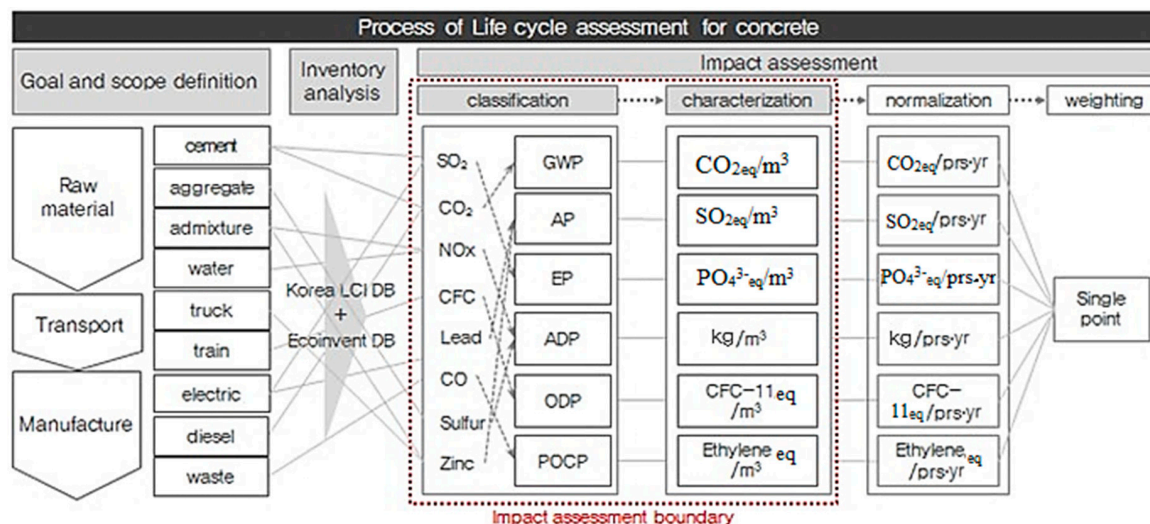 Process of Life cycle assessment for concrete
Goal and scope definition
Inventory
analysis
Impact assessment
classification
characterization
normalization
weighting
Raw
material
Transport
Manufacture
cement
aggregate
admixture
water
truck
train
electric
diesel
waste
Korea LCI DB
+
Ecoinvent DB
SO₂
CO₂
NOx
CFC
Lead
CO
Sulfur
Zinc
GWP
AP
EP
ADP
ODP
POCP
CO₂eq/m³
SO₂eq/m³
PO₄³⁻eq/m³
kg/m³
CFC-11 eq
/m³
Ethylene eq
/m³
CO₂eq/prs·yr
SO₂eq/prs·yr
PO₄³⁻eq/prs-yr
kg/prs·yr
CFC-
11eq/prs·yr
Ethylene,eq
/prs·yr
Single
point
Impact assessment boundary